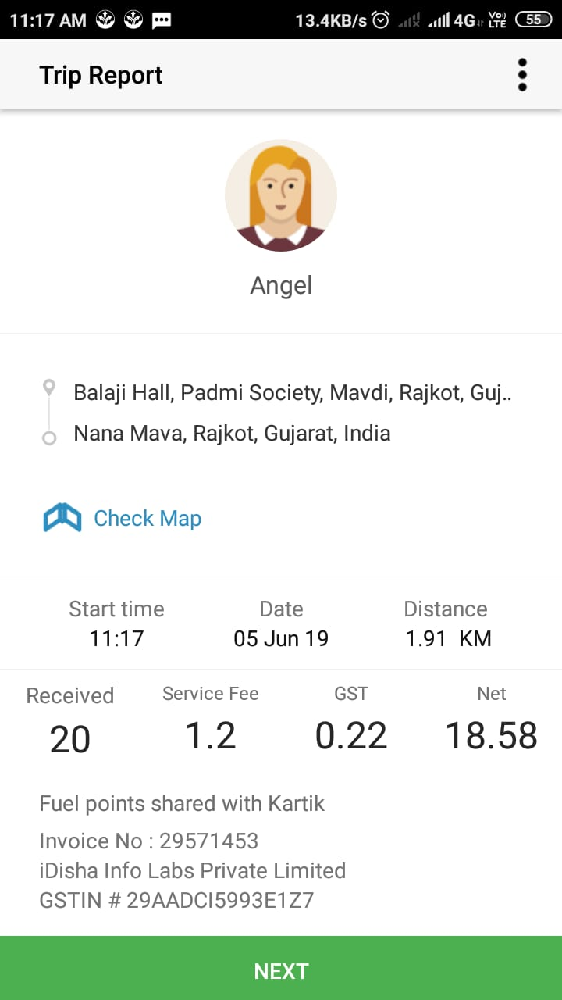 11:17 AM 13.4KB/s 4G Vo) LTE 55
Trip Report
Angel
Balaji Hall, Padmi Society, Mavdi, Rajkot, Guj..
Nana Mava, Rajkot, Gujarat, India
Check Map
Start time Date Distance
11:17 05 Jun 19 1.91 KM
Received Service Fee GST Net
20 1.2 0.22 18.58
Fuel points shared with Kartik
Invoice No : 29571453
iDisha Info Labs Private Limited
GSTIN # 29AADCI5993E1Z7
NEXT